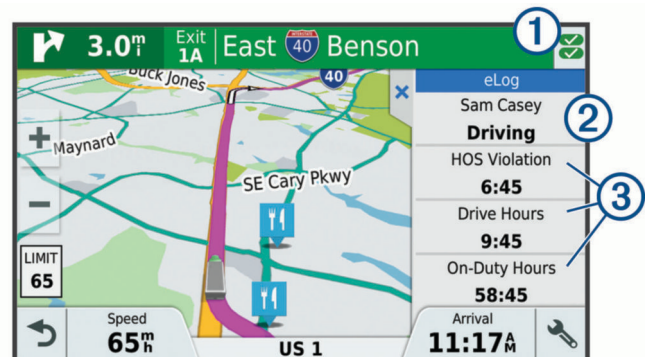 3.0 mi
Exit 1A
East 40 Benson
1
Buck Jones
40
Maynard
SE Cary Pkwy
+
−
LIMIT
65
eLog
Sam Casey
Driving
2
HOS Violation
6:45
3
Drive Hours
9:45
On-Duty Hours
58:45
Speed
65 mh
US 1
Arrival
11:17 AM